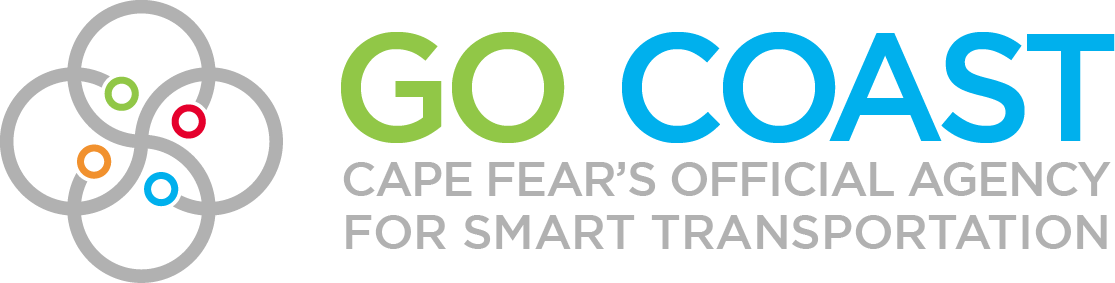 GO COAST
CAPE FEAR’S OFFICIAL AGENCY
FOR SMART TRANSPORTATION